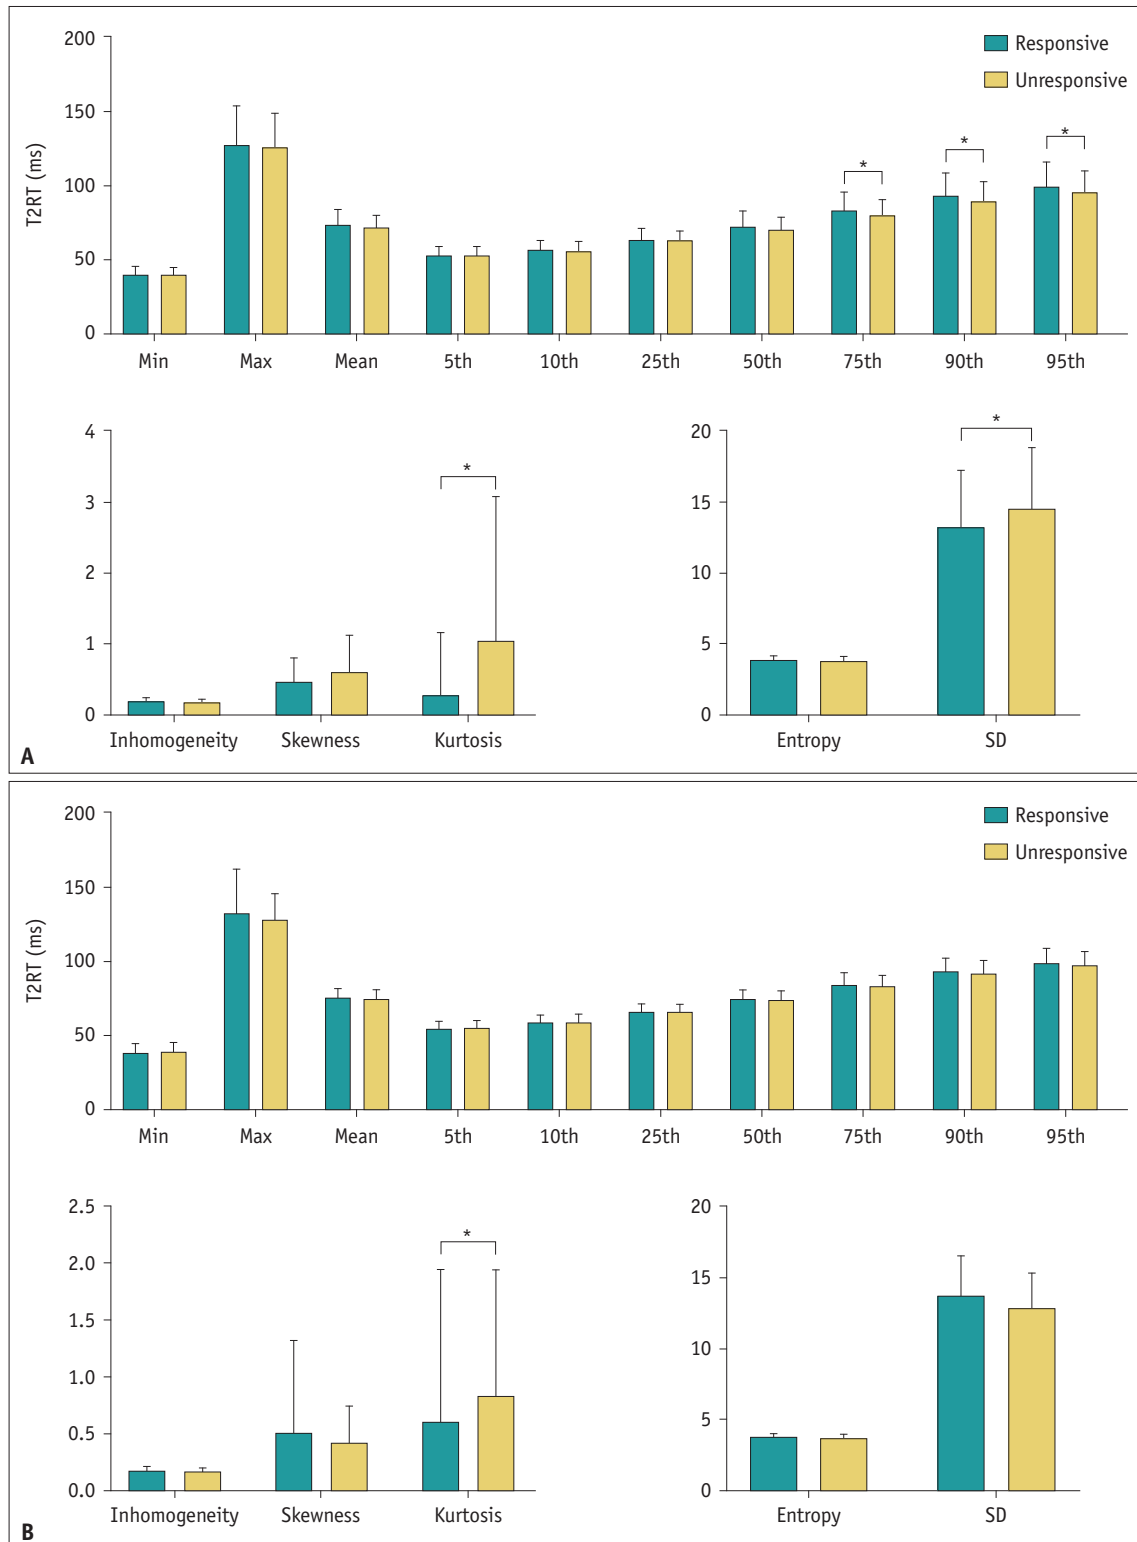 200
150
100
50
0
T2RT (ms)
Responsive
Unresponsive
*
*
*
Min Max Mean 5th 10th 25th 50th 75th 90th 95th
4
3
2
1
0
*
Inhomogeneity Skewness Kurtosis
20
15
10
5
0
*
Entropy SD
A
200
150
100
50
0
T2RT (ms)
Responsive
Unresponsive
Min Max Mean 5th 10th 25th 50th 75th 90th 95th
2.5
2.0
1.5
1.0
0.5
0.0
*
Inhomogeneity Skewness Kurtosis
20
15
10
5
0
Entropy SD
B